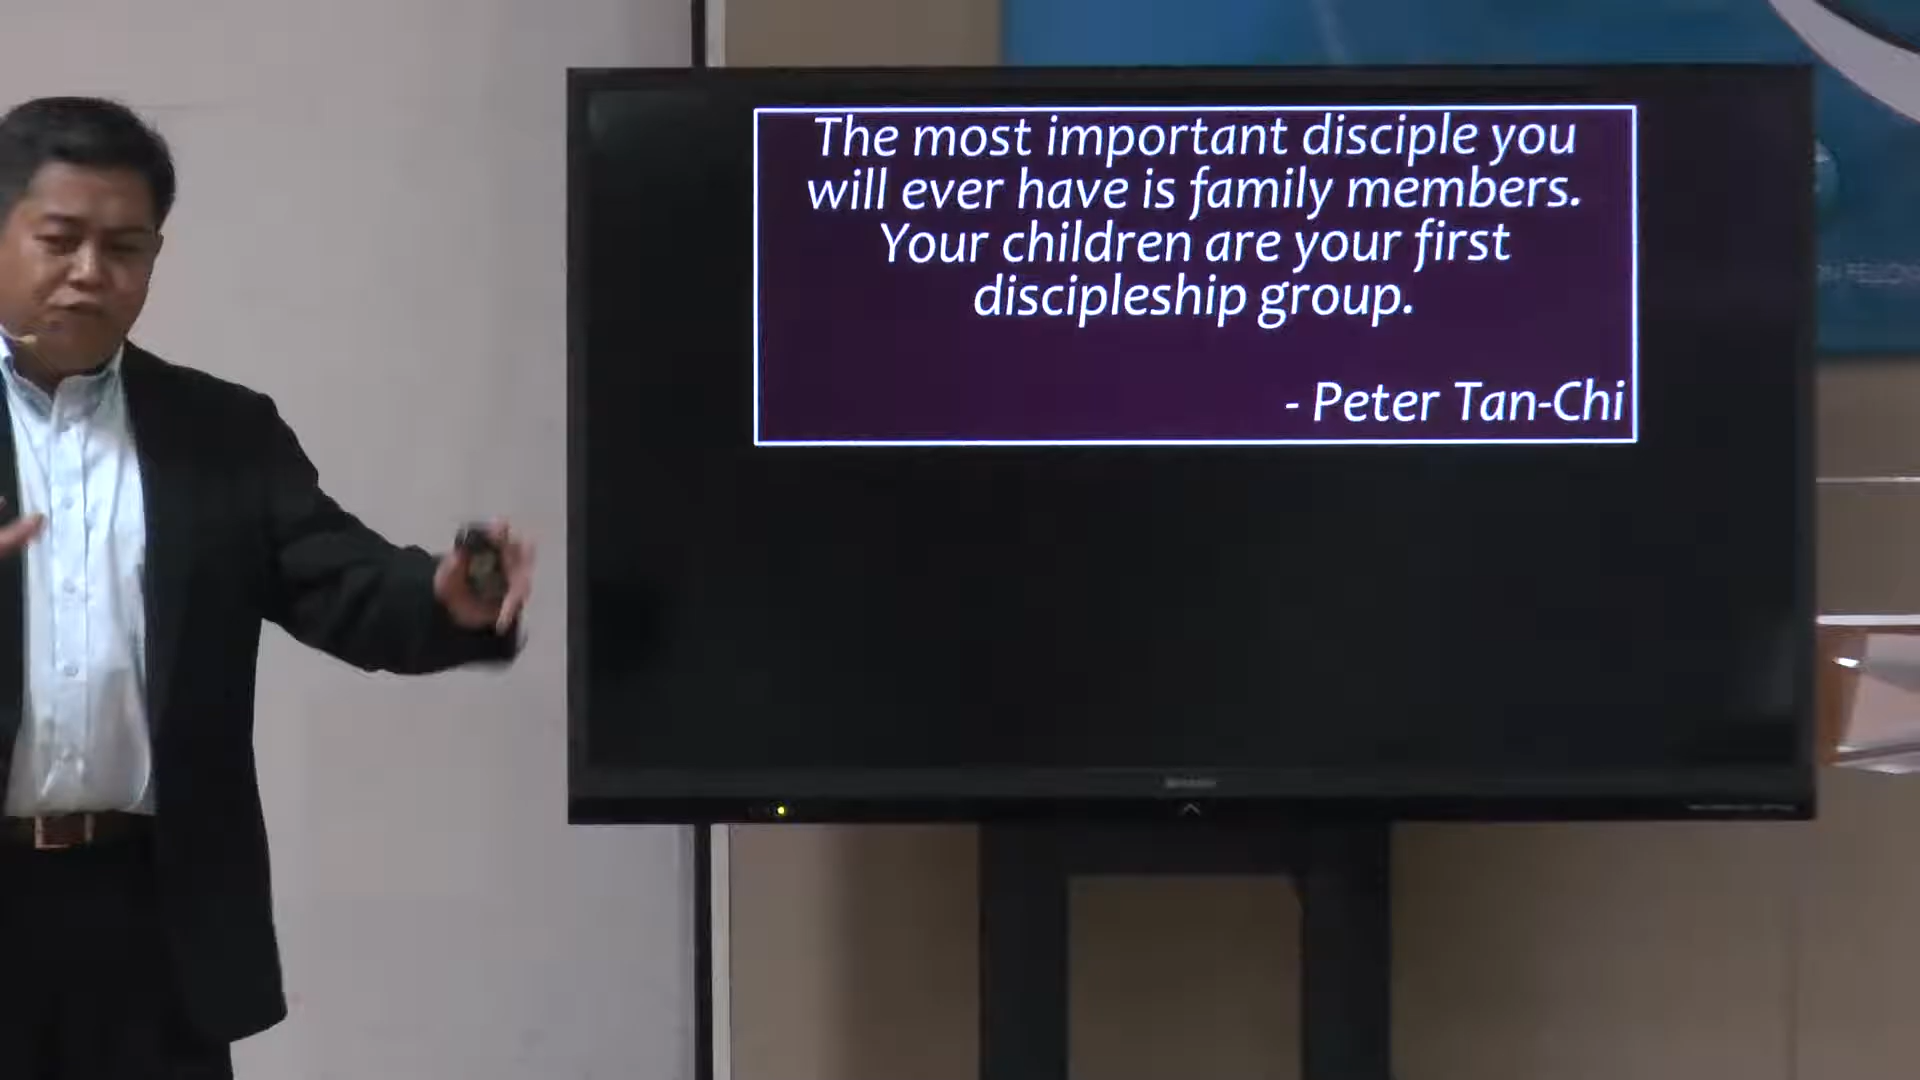 The most important disciple you
will ever have is family members.
Your children are your first
discipleship group.
- Peter Tan-Chi